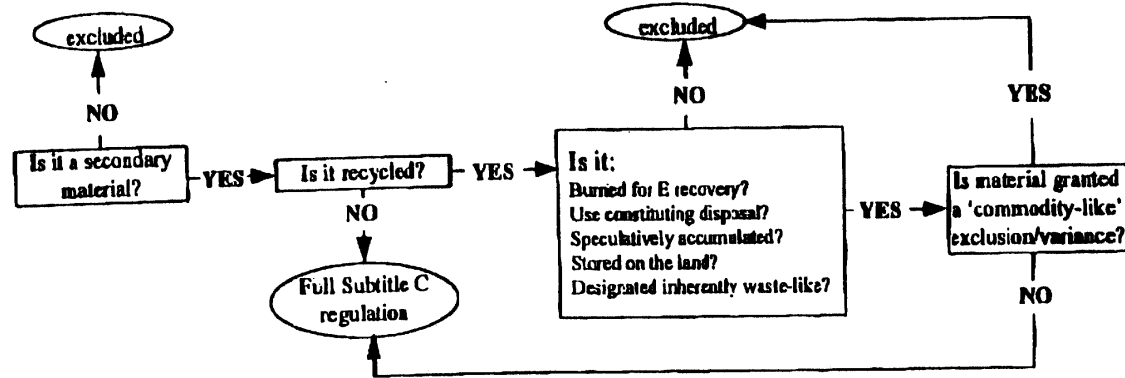 excluded
NO
Is it a secondary
material?
YES
Is it recycled?
NO
Full Subtitle C
regulation
YES
excluded
NO
Is it:
Burned for E recovery?
Use constituting disposal?
Speculatively accumulated?
Stored on the land?
Designated inherently waste-like?
YES
YES
Is material granted
a 'commodity-like'
exclusion/variance?
NO